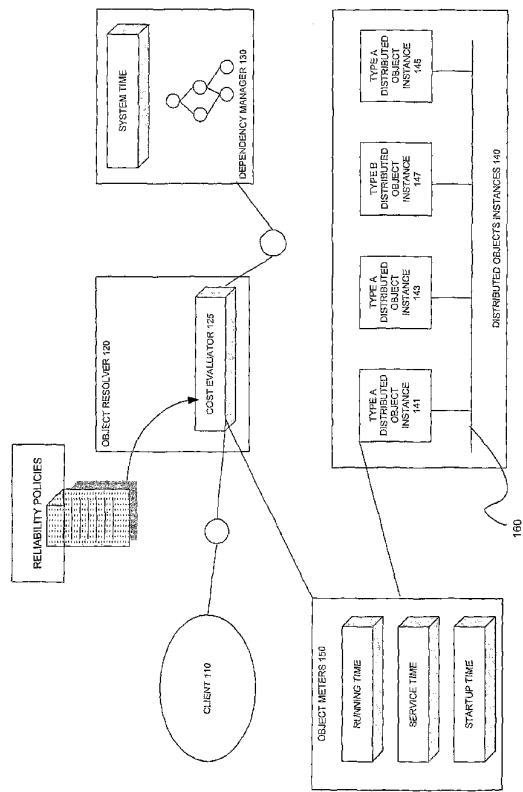 RELIABILITY POLICIES
CLIENT 110
OBJECT RESOLVER 120
COST EVALUATOR 125
SYSTEM TIME
DEPENDENCY MANAGER 130
OBJECT METERS 150
RUNNING TIME
SERVICE TIME
STARTUP TIME
TYPE A
DISTRIBUTED
OBJECT
INSTANCE
141
TYPE A
DISTRIBUTED
OBJECT
INSTANCE
143
TYPE B
DISTRIBUTED
OBJECT
INSTANCE
147
TYPE A
DISTRIBUTED
OBJECT
INSTANCE
145
DISTRIBUTED OBJECTS INSTANCES 140
160